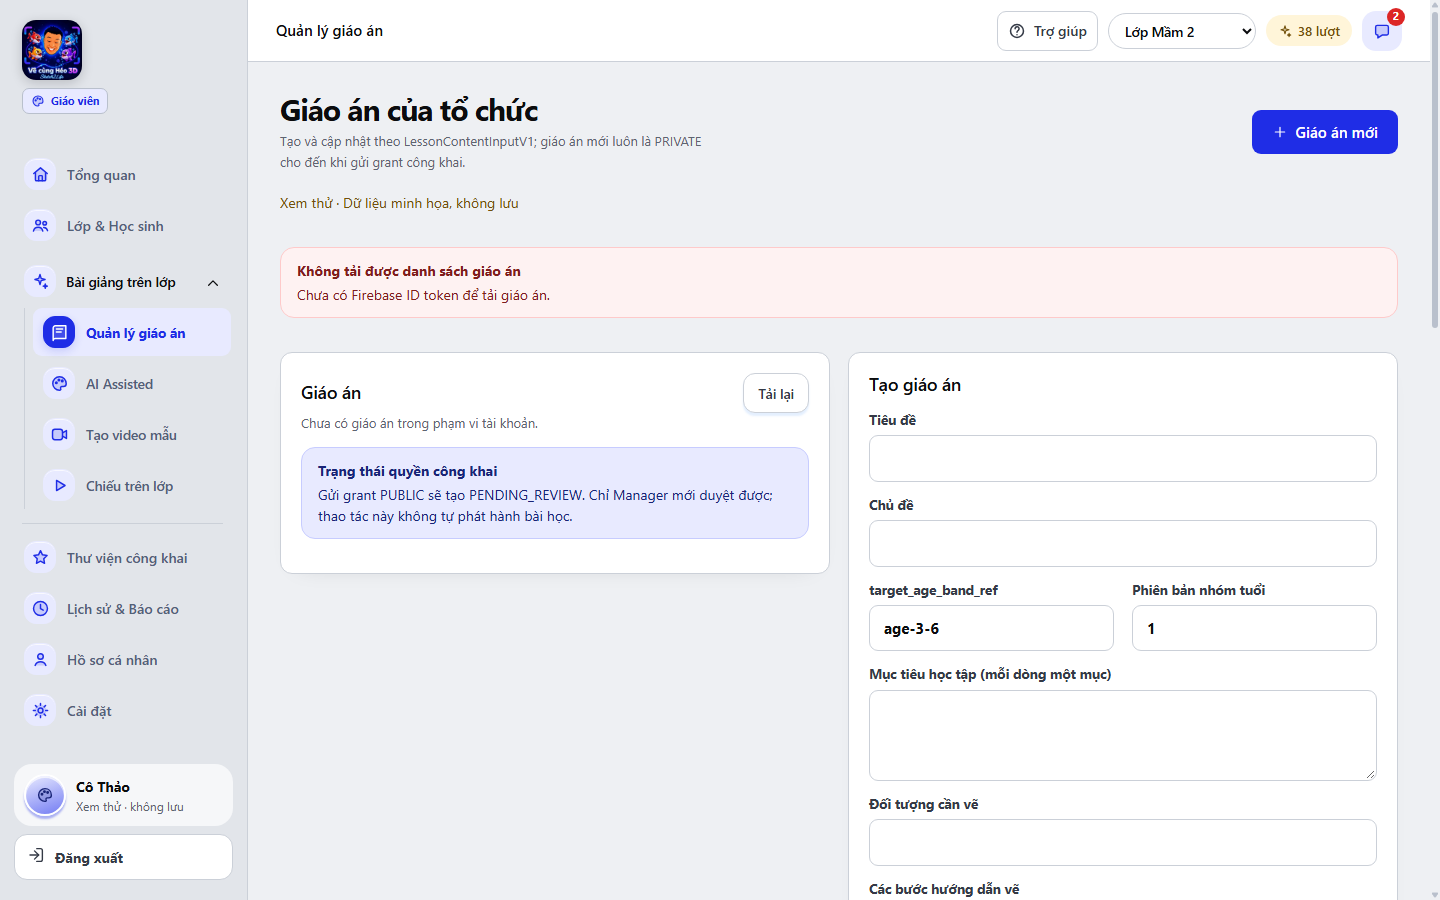 Vẽ cùng Héo 3D
Giáo viên
Tổng quan
Lớp & Học sinh
Bài giảng trên lớp
Quản lý giáo án
AI Assisted
Tạo video mẫu
Chiếu trên lớp
Thư viện công khai
Lịch sử & Báo cáo
Hồ sơ cá nhân
Cài đặt
Cô Thảo
Xem thử · không lưu
Đăng xuất
Quản lý giáo án
Trợ giúp
Lớp Mầm 2
38 lượt
2
Giáo án của tổ chức
Tạo và cập nhật theo LessonContentInputV1; giáo án mới luôn là PRIVATE
cho đến khi gửi grant công khai.
Xem thử · Dữ liệu minh họa, không lưu
Giáo án mới
Không tải được danh sách giáo án
Chưa có Firebase ID token để tải giáo án.
Giáo án
Tải lại
Chưa có giáo án trong phạm vi tài khoản.
Trạng thái quyền công khai
Gửi grant PUBLIC sẽ tạo PENDING_REVIEW. Chỉ Manager mới duyệt được;
thao tác này không tự phát hành bài học.
Tạo giáo án
Tiêu đề
Chủ đề
target_age_band_ref
Phiên bản nhóm tuổi
age-3-6
1
Mục tiêu học tập (mỗi dòng một mục)
Đối tượng cần vẽ
Các bước hướng dẫn vẽ